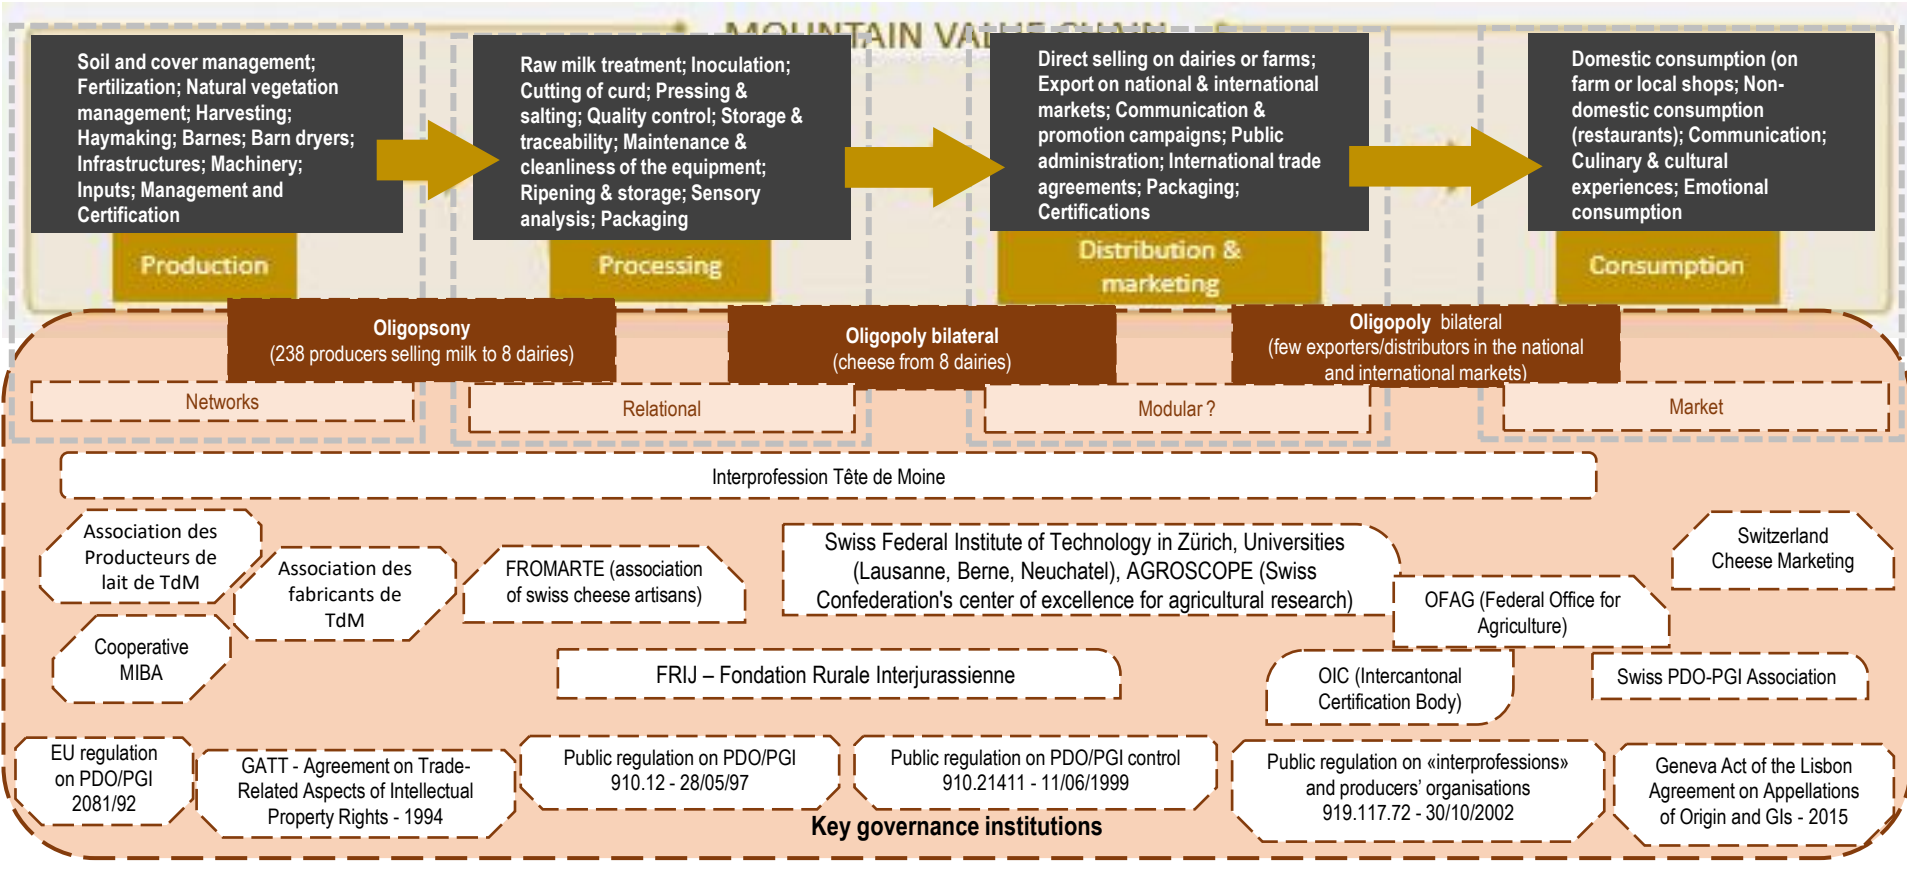 MOUNTAIN VALUE CHAIN
Soil and cover management;
Fertilization; Natural vegetation
management; Harvesting;
Haymaking; Barnes; Barn dryers;
Infrastructures; Machinery;
Inputs; Management and
Certification
Raw milk treatment; Inoculation;
Cutting of curd; Pressing &
salting; Quality control; Storage &
traceability; Maintenance &
cleanliness of the equipment;
Ripening & storage; Sensory
analysis; Packaging
Direct selling on dairies or farms;
Export on national & international
markets; Communication &
promotion campaigns; Public
administration; International trade
agreements; Packaging;
Certifications
Domestic consumption (on
farm or local shops; Non-
domestic consumption
(restaurants); Communication;
Culinary & cultural
experiences; Emotional
consumption
Production
Processing
Distribution &
marketing
Consumption
Oligopsony
(238 producers selling milk to 8 dairies)
Oligopoly bilateral
(cheese from 8 dairies)
Oligopoly bilateral
(few exporters/distributors in the national
and international markets)
Networks
Relational
Modular ?
Market
Interprofession Tête de Moine
Association des
Producteurs de
lait de TdM
Association des
fabricants de
TdM
FROMARTE (association
of swiss cheese artisans)
Swiss Federal Institute of Technology in Zürich, Universities
(Lausanne, Berne, Neuchatel), AGROSCOPE (Swiss
Confederation's center of excellence for agricultural research)
Switzerland
Cheese Marketing
OFAG (Federal Office for
Agriculture)
Cooperative
MIBA
FRIJ – Fondation Rurale Interjurassienne
OIC (Intercantonal
Certification Body)
Swiss PDO-PGI Association
EU regulation
on PDO/PGI
2081/92
GATT - Agreement on Trade-
Related Aspects of Intellectual
Property Rights - 1994
Public regulation on PDO/PGI
910.12 - 28/05/97
Public regulation on PDO/PGI control
910.21411 - 11/06/1999
Public regulation on «interprofessions»
and producers’ organisations
919.117.72 - 30/10/2002
Geneva Act of the Lisbon
Agreement on Appellations
of Origin and GIs - 2015
Key governance institutions